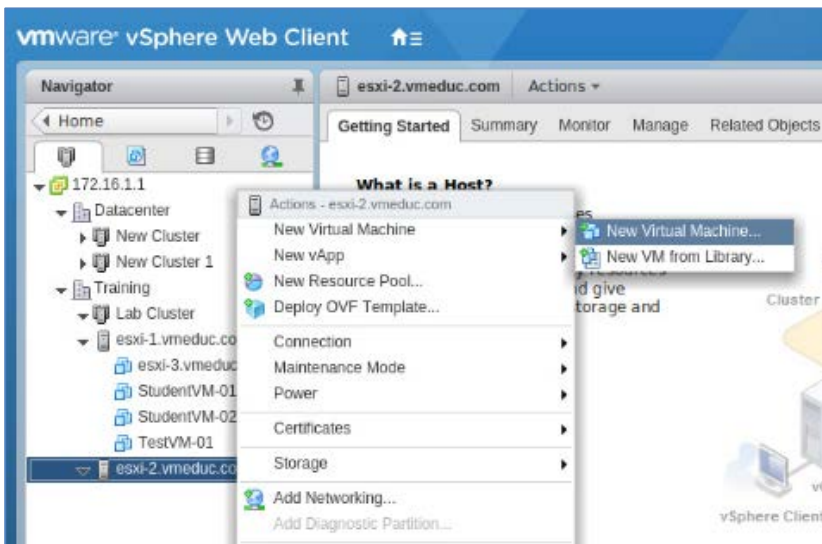 vmware® vSphere Web Client
Navigator
Home
172.16.1.1
Datacenter
New Cluster
New Cluster 1
Training
Lab Cluster
esxi-1.vmeduc.co
esxi-3.vmeduc
StudentVM-01
StudentVM-02
TestVM-01
esxi-2.vmeduc.co
esxi-2.vmeduc.com Actions
Getting Started Summary Monitor Manage Related Objects
What is a Host?
Actions - esxi-2.vmeduc.com
New Virtual Machine
New vApp
New Resource Pool...
Deploy OVF Template...
Connection
Maintenance Mode
Power
Certificates
Storage
Add Networking...
Add Diagnostic Partition...
New Virtual Machine...
New VM from Library...
resources
d give
torage and
Cluster
vSphere Client